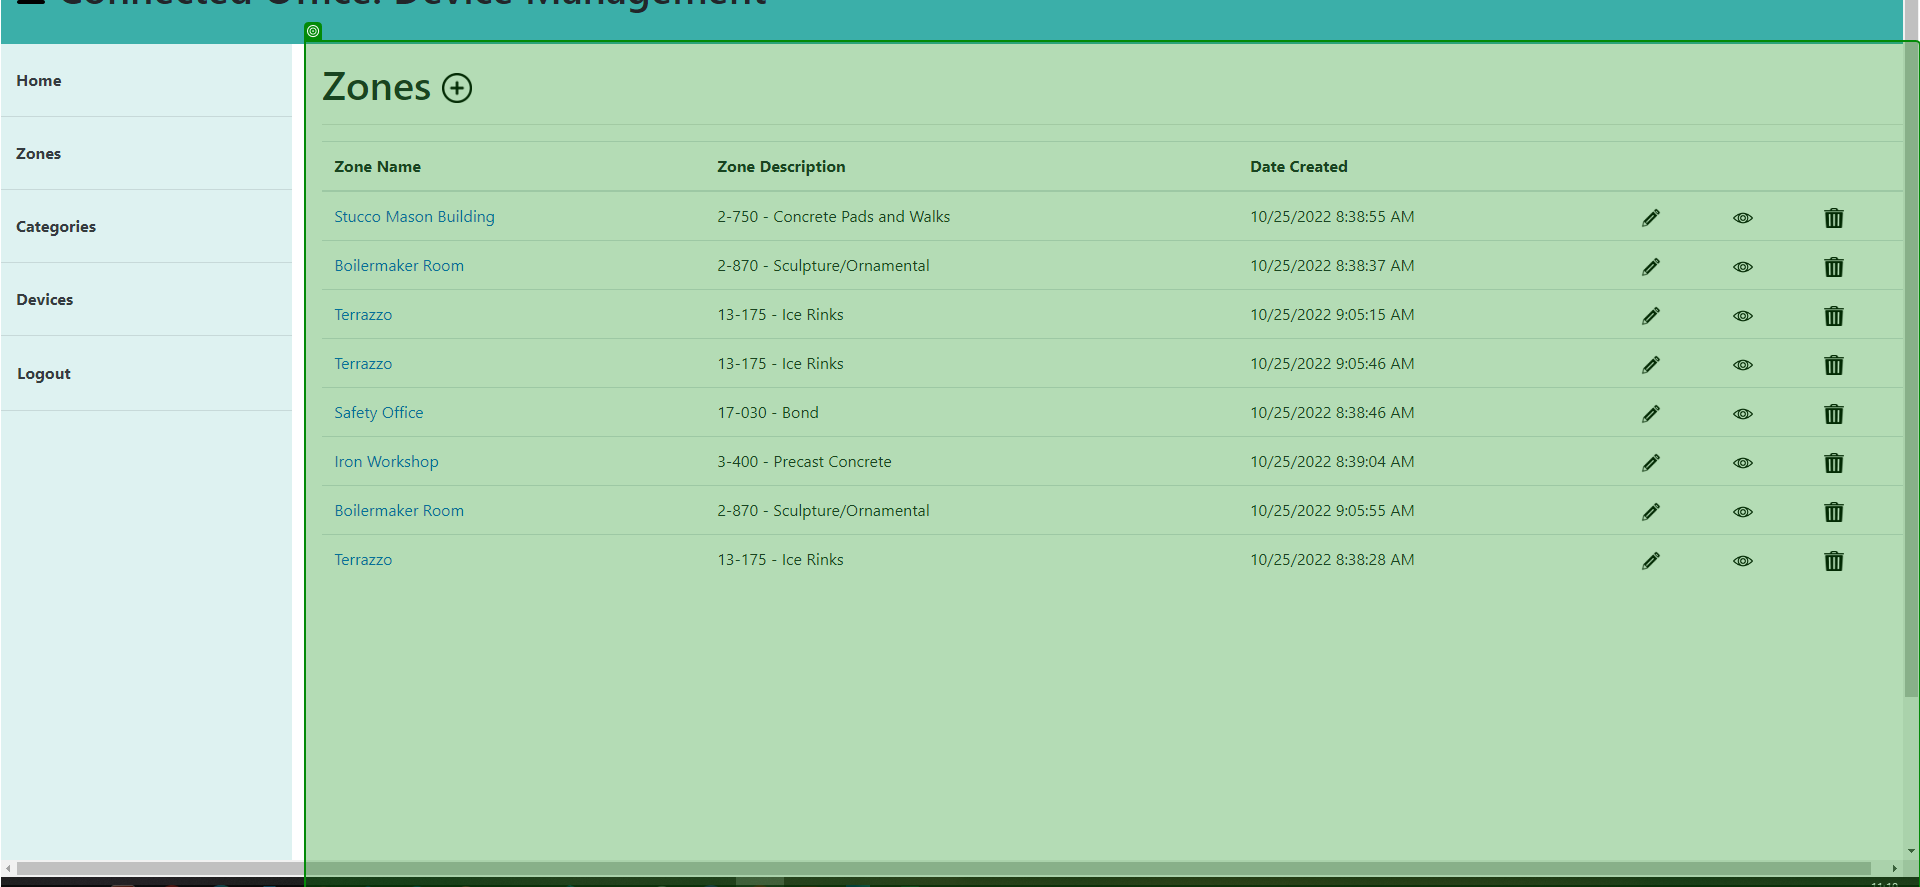 Connected Office: Device Management
Home
Zones
Categories
Devices
Logout
Zones
Zone Name Zone Description Date Created
Stucco Mason Building 2-750 - Concrete Pads and Walks 10/25/2022 8:38:55 AM
Boilermaker Room 2-870 - Sculpture/Ornamental 10/25/2022 8:38:37 AM
Terrazzo 13-175 - Ice Rinks 10/25/2022 9:05:15 AM
Terrazzo 13-175 - Ice Rinks 10/25/2022 9:05:46 AM
Safety Office 17-030 - Bond 10/25/2022 8:38:46 AM
Iron Workshop 3-400 - Precast Concrete 10/25/2022 8:39:04 AM
Boilermaker Room 2-870 - Sculpture/Ornamental 10/25/2022 9:05:55 AM
Terrazzo 13-175 - Ice Rinks 10/25/2022 8:38:28 AM